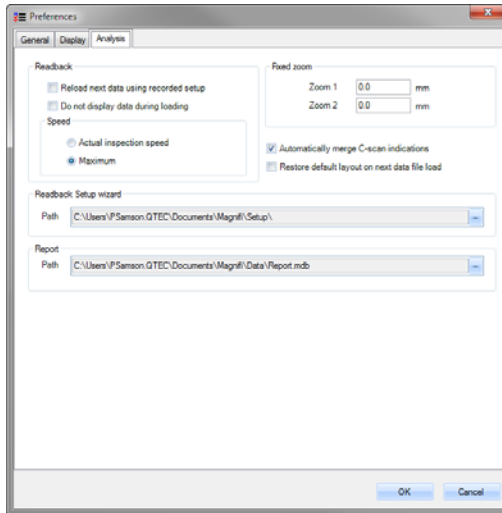 Preferences
General Display Analysis
Readback
Reload next data using recorded setup
Do not display data during loading
Speed
Actual inspection speed
Maximum
Fixed zoom
Zoom 1 0.0 mm
Zoom 2 0.0 mm
Automatically merge C-scan indications
Restore default layout on next data file load
Readback Setup wizard
Path C:\Users\PSamson.QTEC\Documents\Magnifi\Setup\ ...
Report
Path C:\Users\PSamson.QTEC\Documents\Magnifi\Data\Report.mdb ...
OK Cancel